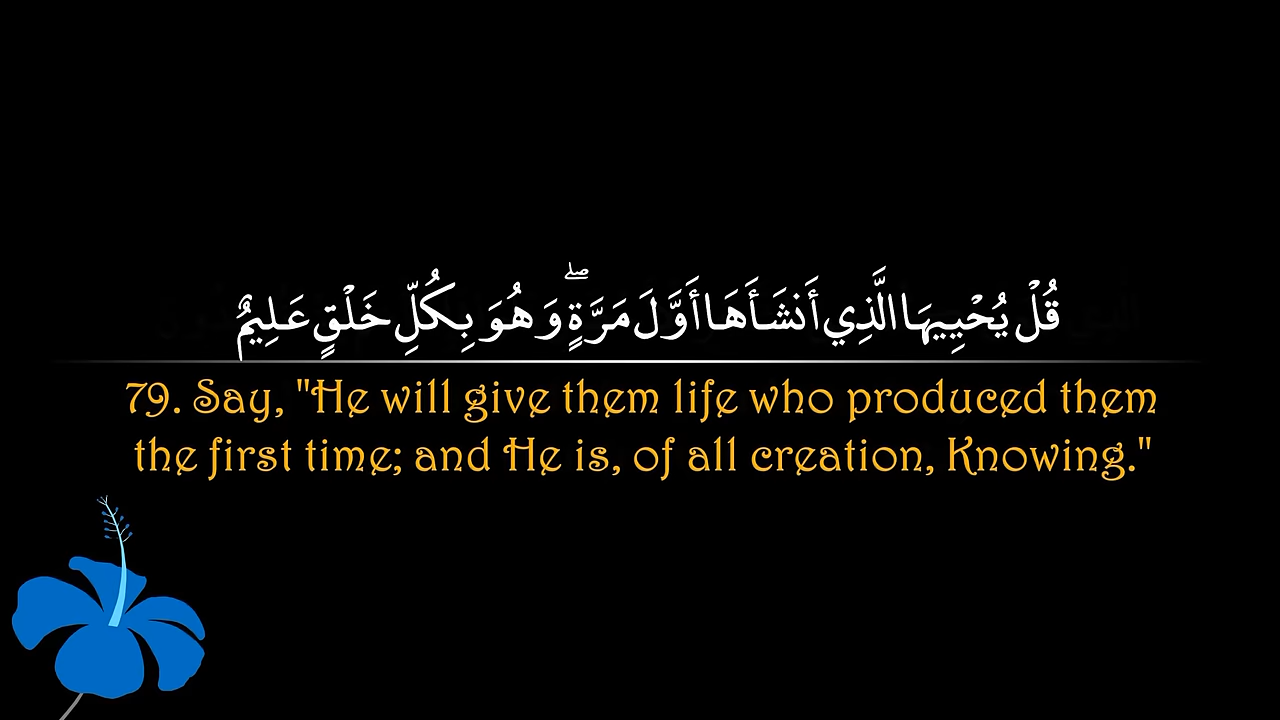 قُلْ يُحْيِيهَا الَّذِي أَنشَأَهَا أَوَّلَ مَرَّةٍ ۖ وَهُوَ بِكُلِّ خَلْقٍ عَلِيمٌ
79. Say, "He will give them life who produced them
the first time; and He is, of all creation, Knowing."